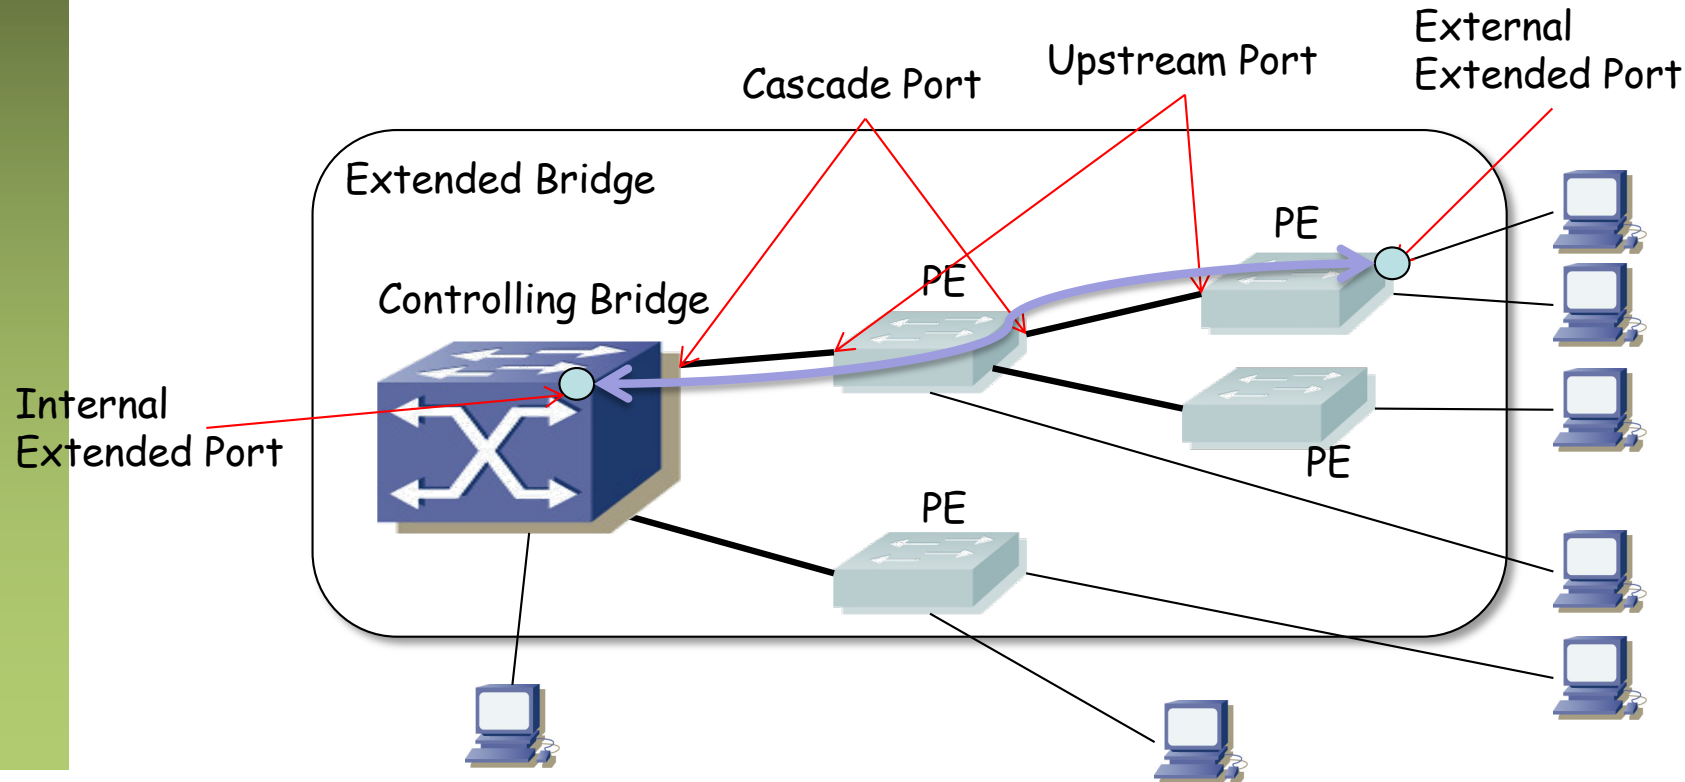 External
Extended Port
Upstream Port
Cascade Port
Extended Bridge
PE
PE
Controlling Bridge
Internal
Extended Port
PE
PE